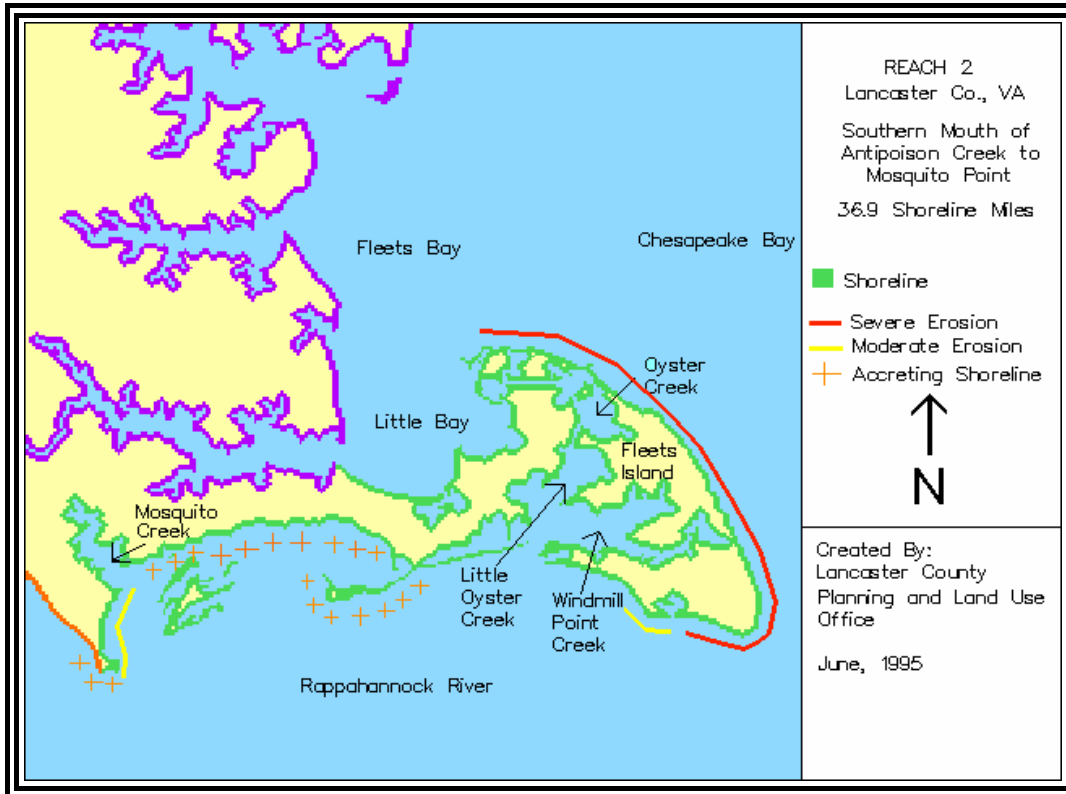 REACH 2
Lancaster Co., VA
Southern Mouth of
Antipoison Creek to
Mosquito Point
36.9 Shoreline Miles
Shoreline
Severe Erosion
Moderate Erosion
Accreting Shoreline
N
Created By:
Lancaster County
Planning and Land Use
Office
June, 1995
Fleets Bay
Chesapeake Bay
Oyster
Creek
Little Bay
Fleets
Island
Mosquito
Creek
Little
Oyster
Creek
Windmill
Point
Creek
Rappahannock River